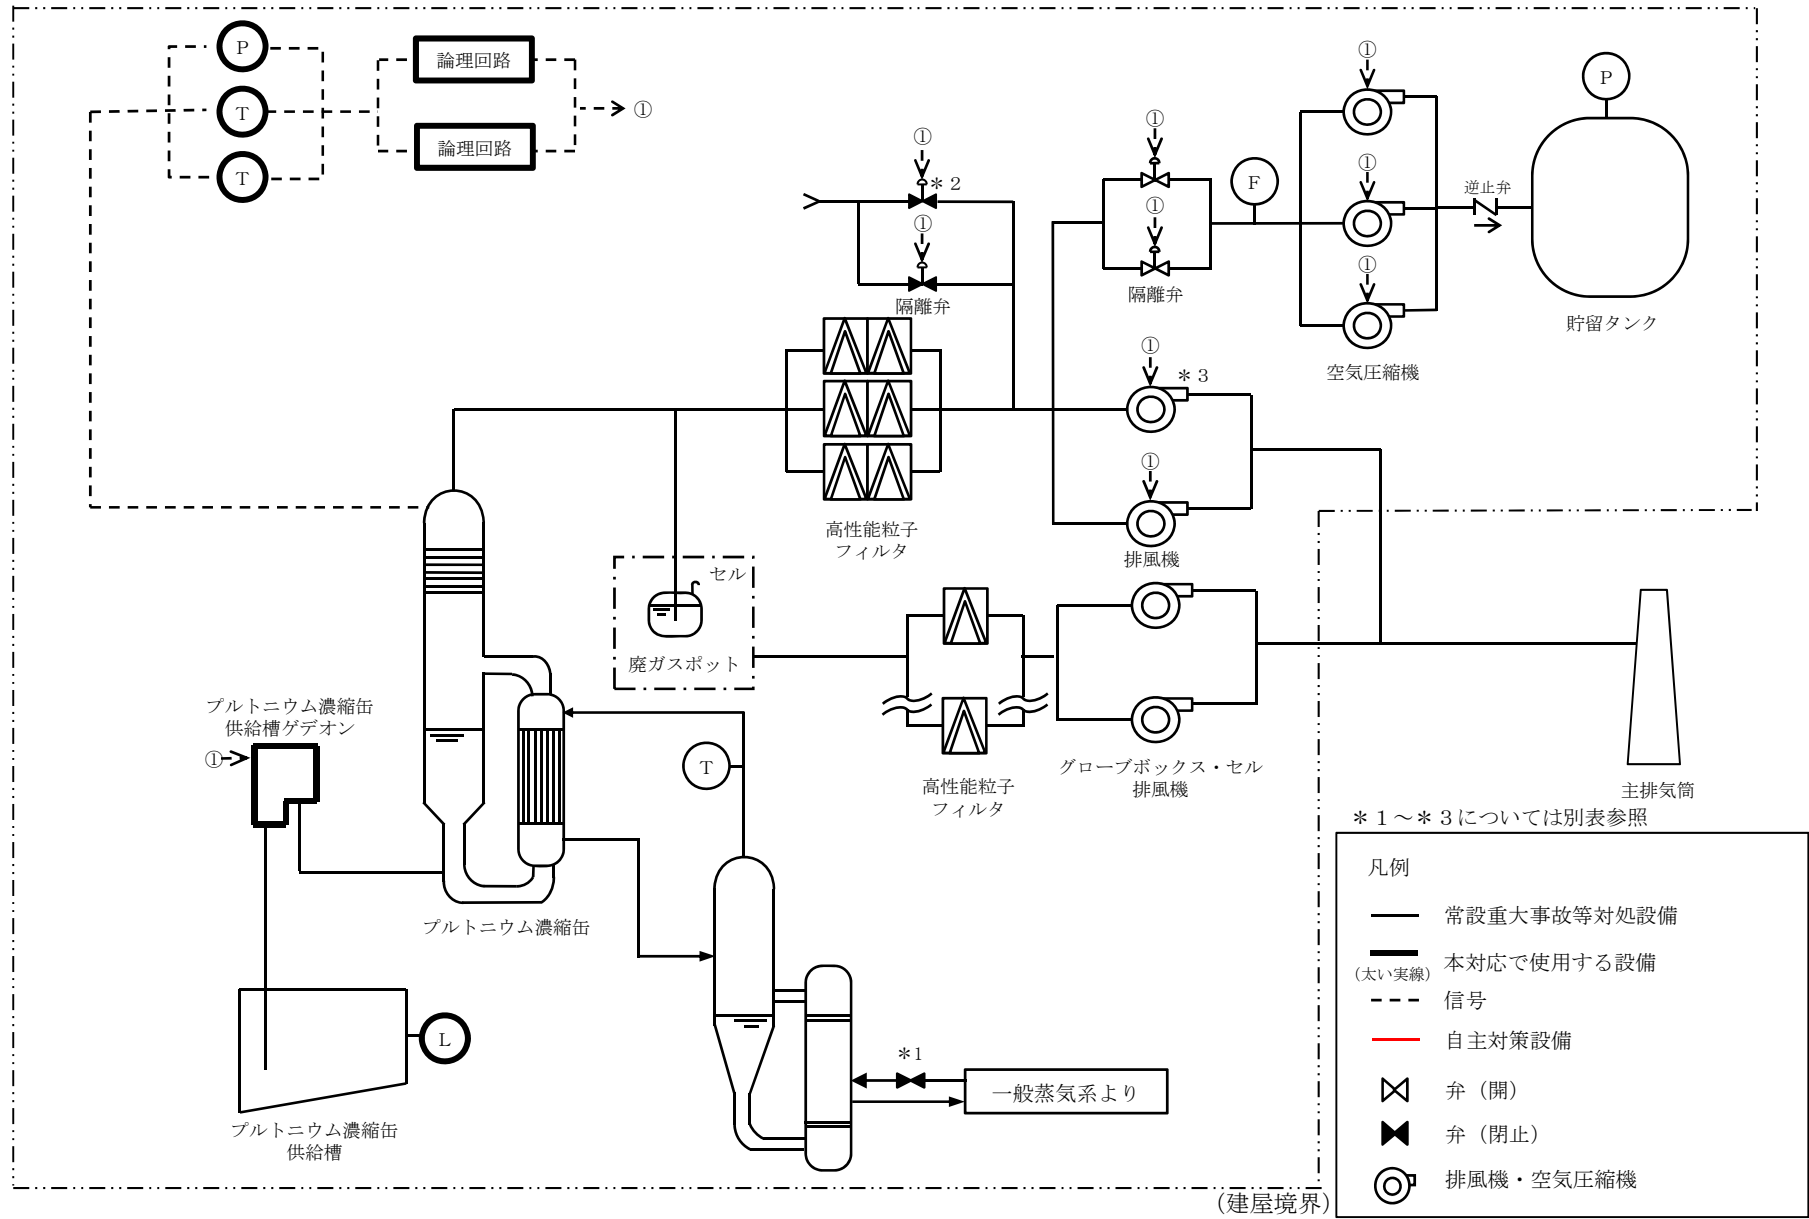 P
T
T
論理回路
論理回路
①
①
＊２
①
隔離弁
①
①
隔離弁
F
①
①
①
空気圧縮機
逆止弁
P
貯留タンク
①
＊３
①
排風機
高性能粒子
フィルタ
セル
廃ガスポット
高性能粒子
フィルタ
グローブボックス・セル
排風機
主排気筒
プルトニウム濃縮缶
供給槽ゲデオン
①
T
プルトニウム濃縮缶
L
プルトニウム濃縮缶
供給槽
＊1
一般蒸気系より
＊１～＊３については別表参照
凡例
常設重大事故等対処設備
本対応で使用する設備
（太い実線）
信号
自主対策設備
弁（開）
弁（閉止）
排風機・空気圧縮機
（建屋境界）